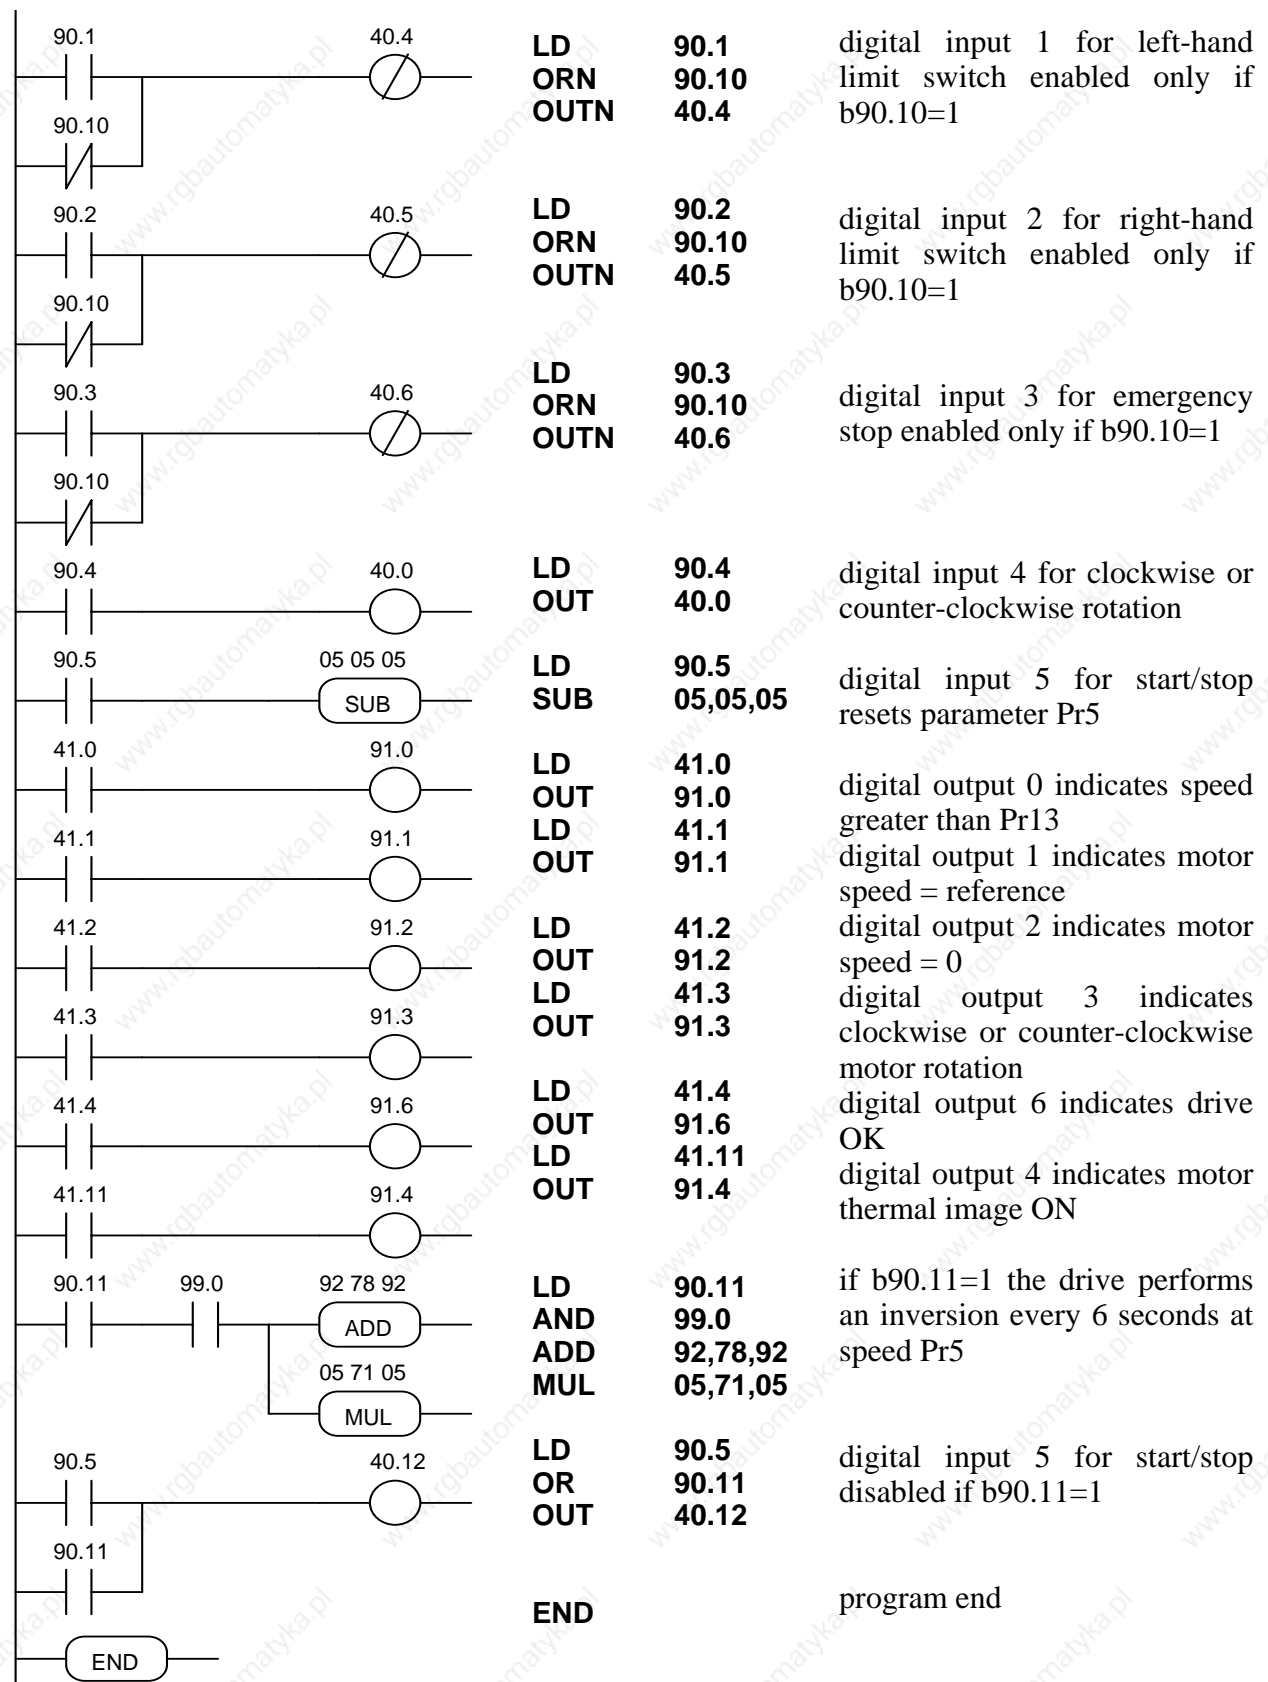 90.1 40.4
90.10
90.2 40.5
90.10
90.3 40.6
90.10
90.4 40.0
90.5 05 05 05
SUB
41.0 91.0
41.1 91.1
41.2 91.2
41.3 91.3
41.4 91.6
41.11 91.4
90.11 99.0 92 78 92
ADD
05 71 05
MUL
90.5 40.12
90.11
END
LD 90.1
ORN 90.10
OUTN 40.4
LD 90.2
ORN 90.10
OUTN 40.5
LD 90.3
ORN 90.10
OUTN 40.6
LD 90.4
OUT 40.0
LD 90.5
SUB 05,05,05
LD 41.0
OUT 91.0
LD 41.1
OUT 91.1
LD 41.2
OUT 91.2
LD 41.3
OUT 91.3
LD 41.4
OUT 91.6
LD 41.11
OUT 91.4
LD 90.11
AND 99.0
ADD 92,78,92
MUL 05,71,05
LD 90.5
OR 90.11
OUT 40.12
END
digital input 1 for left-hand
limit switch enabled only if
b90.10=1
digital input 2 for right-hand
limit switch enabled only if
b90.10=1
digital input 3 for emergency
stop enabled only if b90.10=1
digital input 4 for clockwise or
counter-clockwise rotation
digital input 5 for start/stop
resets parameter Pr5
digital output 0 indicates speed
greater than Pr13
digital output 1 indicates motor
speed = reference
digital output 2 indicates motor
speed = 0
digital output 3 indicates
clockwise or counter-clockwise
motor rotation
digital output 6 indicates drive
OK
digital output 4 indicates motor
thermal image ON
if b90.11=1 the drive performs
an inversion every 6 seconds at
speed Pr5
digital input 5 for start/stop
disabled if b90.11=1
program end
www.rgbautomatyka.pl